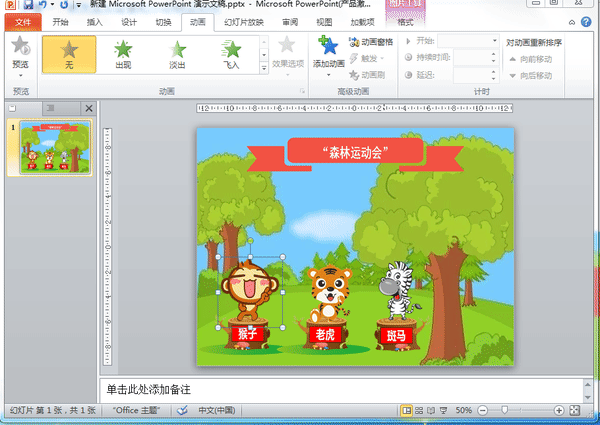 新建 Microsoft PowerPoint 演示文稿.pptx - Microsoft PowerPoint(产品激... 图片工具
文件 开始 插入 设计 切换 动画 幻灯片放映 审阅 视图 加载项 格式
预览 无 出现 淡出 飞入 效果选项 添加动画 动画窗格 触发 动画刷 开始: 持续时间: 延迟: 对动画重新排序 向前移动 向后移动
预览 动画 高级动画 计时
1
“森林运动会”
猴子 老虎 斑马
单击此处添加备注
幻灯片 第 1 张，共 1 张 "Office 主题" 中文(中国) 50%